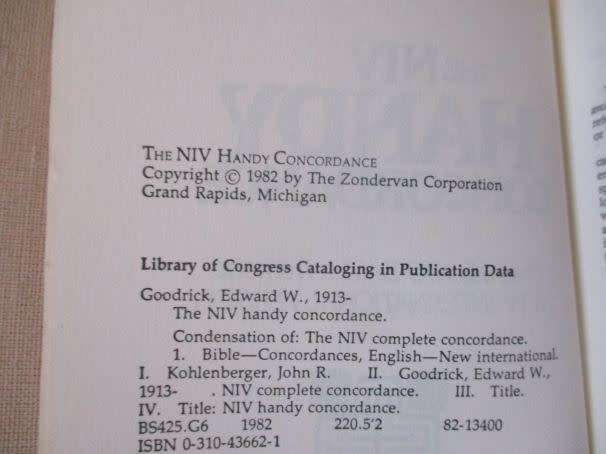 THE NIV HANDY CONCORDANCE
Copyright © 1982 by The Zondervan Corporation
Grand Rapids, Michigan
Library of Congress Cataloging in Publication Data
Goodrick, Edward W., 1913-
The NIV handy concordance.
Condensation of: The NIV complete concordance.
1. Bible—Concordances, English—New international.
I. Kohlenberger, John R. II. Goodrick, Edward W.,
1913- . NIV complete concordance. III. Title.
IV. Title: NIV handy concordance.
BS425.G6 1982 220.5'2 82-13400
ISBN 0-310-43662-1